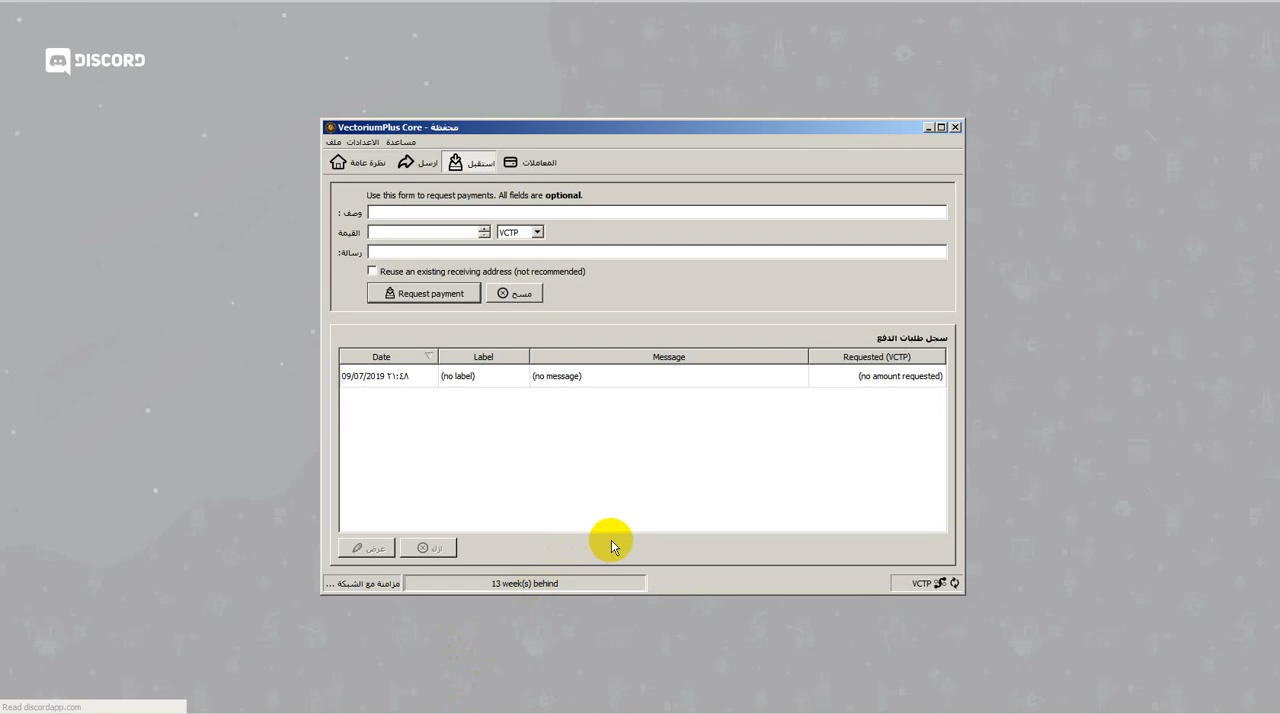 DISCORD
VectoriumPlus Core - محفظة
ملف الاعدادات مساعدة
نظرة عامة ارسل استقبل المعاملات
Use this form to request payments. All fields are optional.
وصف :
القيمة VCTP
رسالة:
Reuse an existing receiving address (not recommended)
Request payment مسح
سجل طلبات الدفع
Date Label Message Requested (VCTP)
09/07/2019 ٢١:٤٨ (no label) (no message) (no amount requested)
عرض ازل
مزامنة مع الشبكة ... 13 week(s) behind VCTP
Read discordapp.com